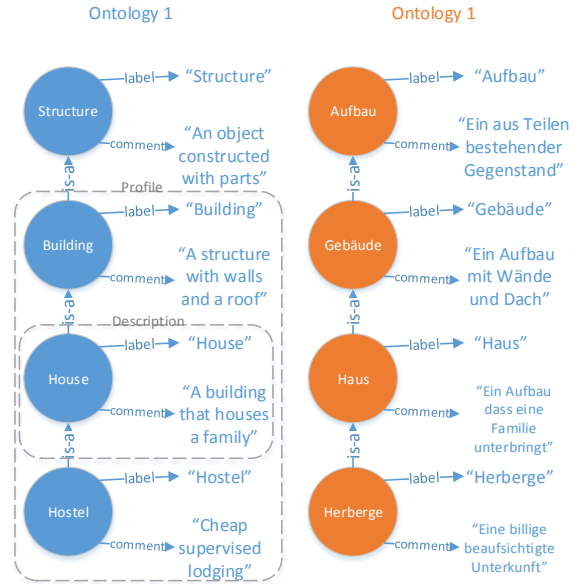 Ontology 1
Structure
label
“Structure”
comment
“An object
constructed
with parts”
is-a
Profile
Building
label
“Building”
comment
“A structure
with walls
and a roof”
is-a
Description
House
label
“House”
comment
“A building
that houses
a family”
is-a
Hostel
label
“Hostel”
comment
“Cheap
supervised
lodging”
Ontology 1
Aufbau
label
“Aufbau”
comment
“Ein aus Teilen
bestehender
Gegenstand”
is-a
Gebäude
label
“Gebäude”
comment
“Ein Aufbau
mit Wände
und Dach”
is-a
Haus
label
“Haus”
comment
“Ein Aufbau
dass eine
Familie
unterbringt”
is-a
Herberge
label
“Herberge”
comment
“Eine billige
beaufsichtigte
Unterkunft”